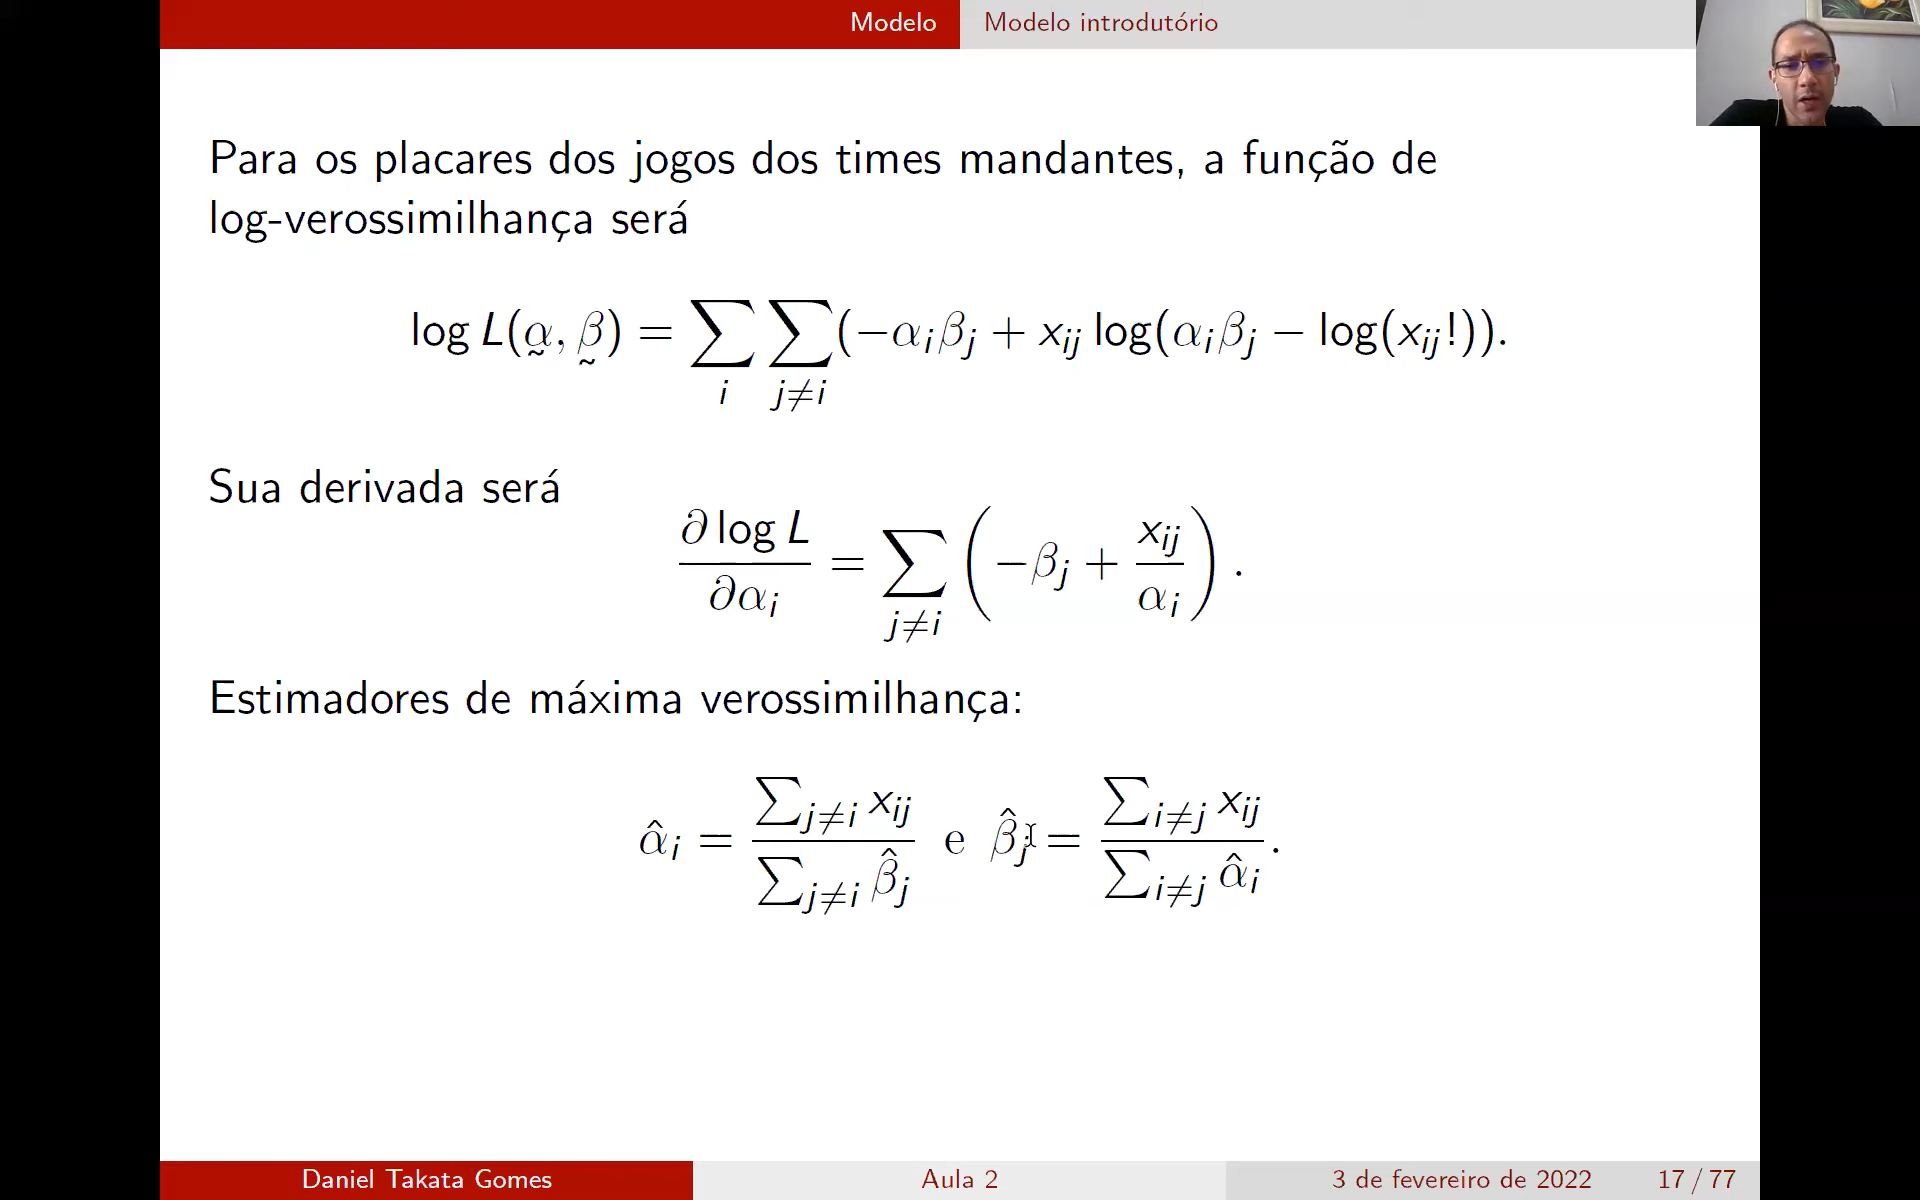 Modelo Modelo introdutório
Para os placares dos jogos dos times mandantes, a função de
log-verossimilhança será
log L(α̰, β̰) = ∑_i ∑_{j≠i} (−α_i β_j + x_ij log(α_i β_j − log(x_ij!)).
Sua derivada será
∂ log L / ∂α_i = ∑_{j≠i} (−β_j + x_ij / α_i).
Estimadores de máxima verossimilhança:
α̂_i = ∑_{j≠i} x_ij / ∑_{j≠i} β̂_j e β̂_j = ∑_{i≠j} x_ij / ∑_{i≠j} α̂_i.
Daniel Takata Gomes Aula 2 3 de fevereiro de 2022 17 / 77